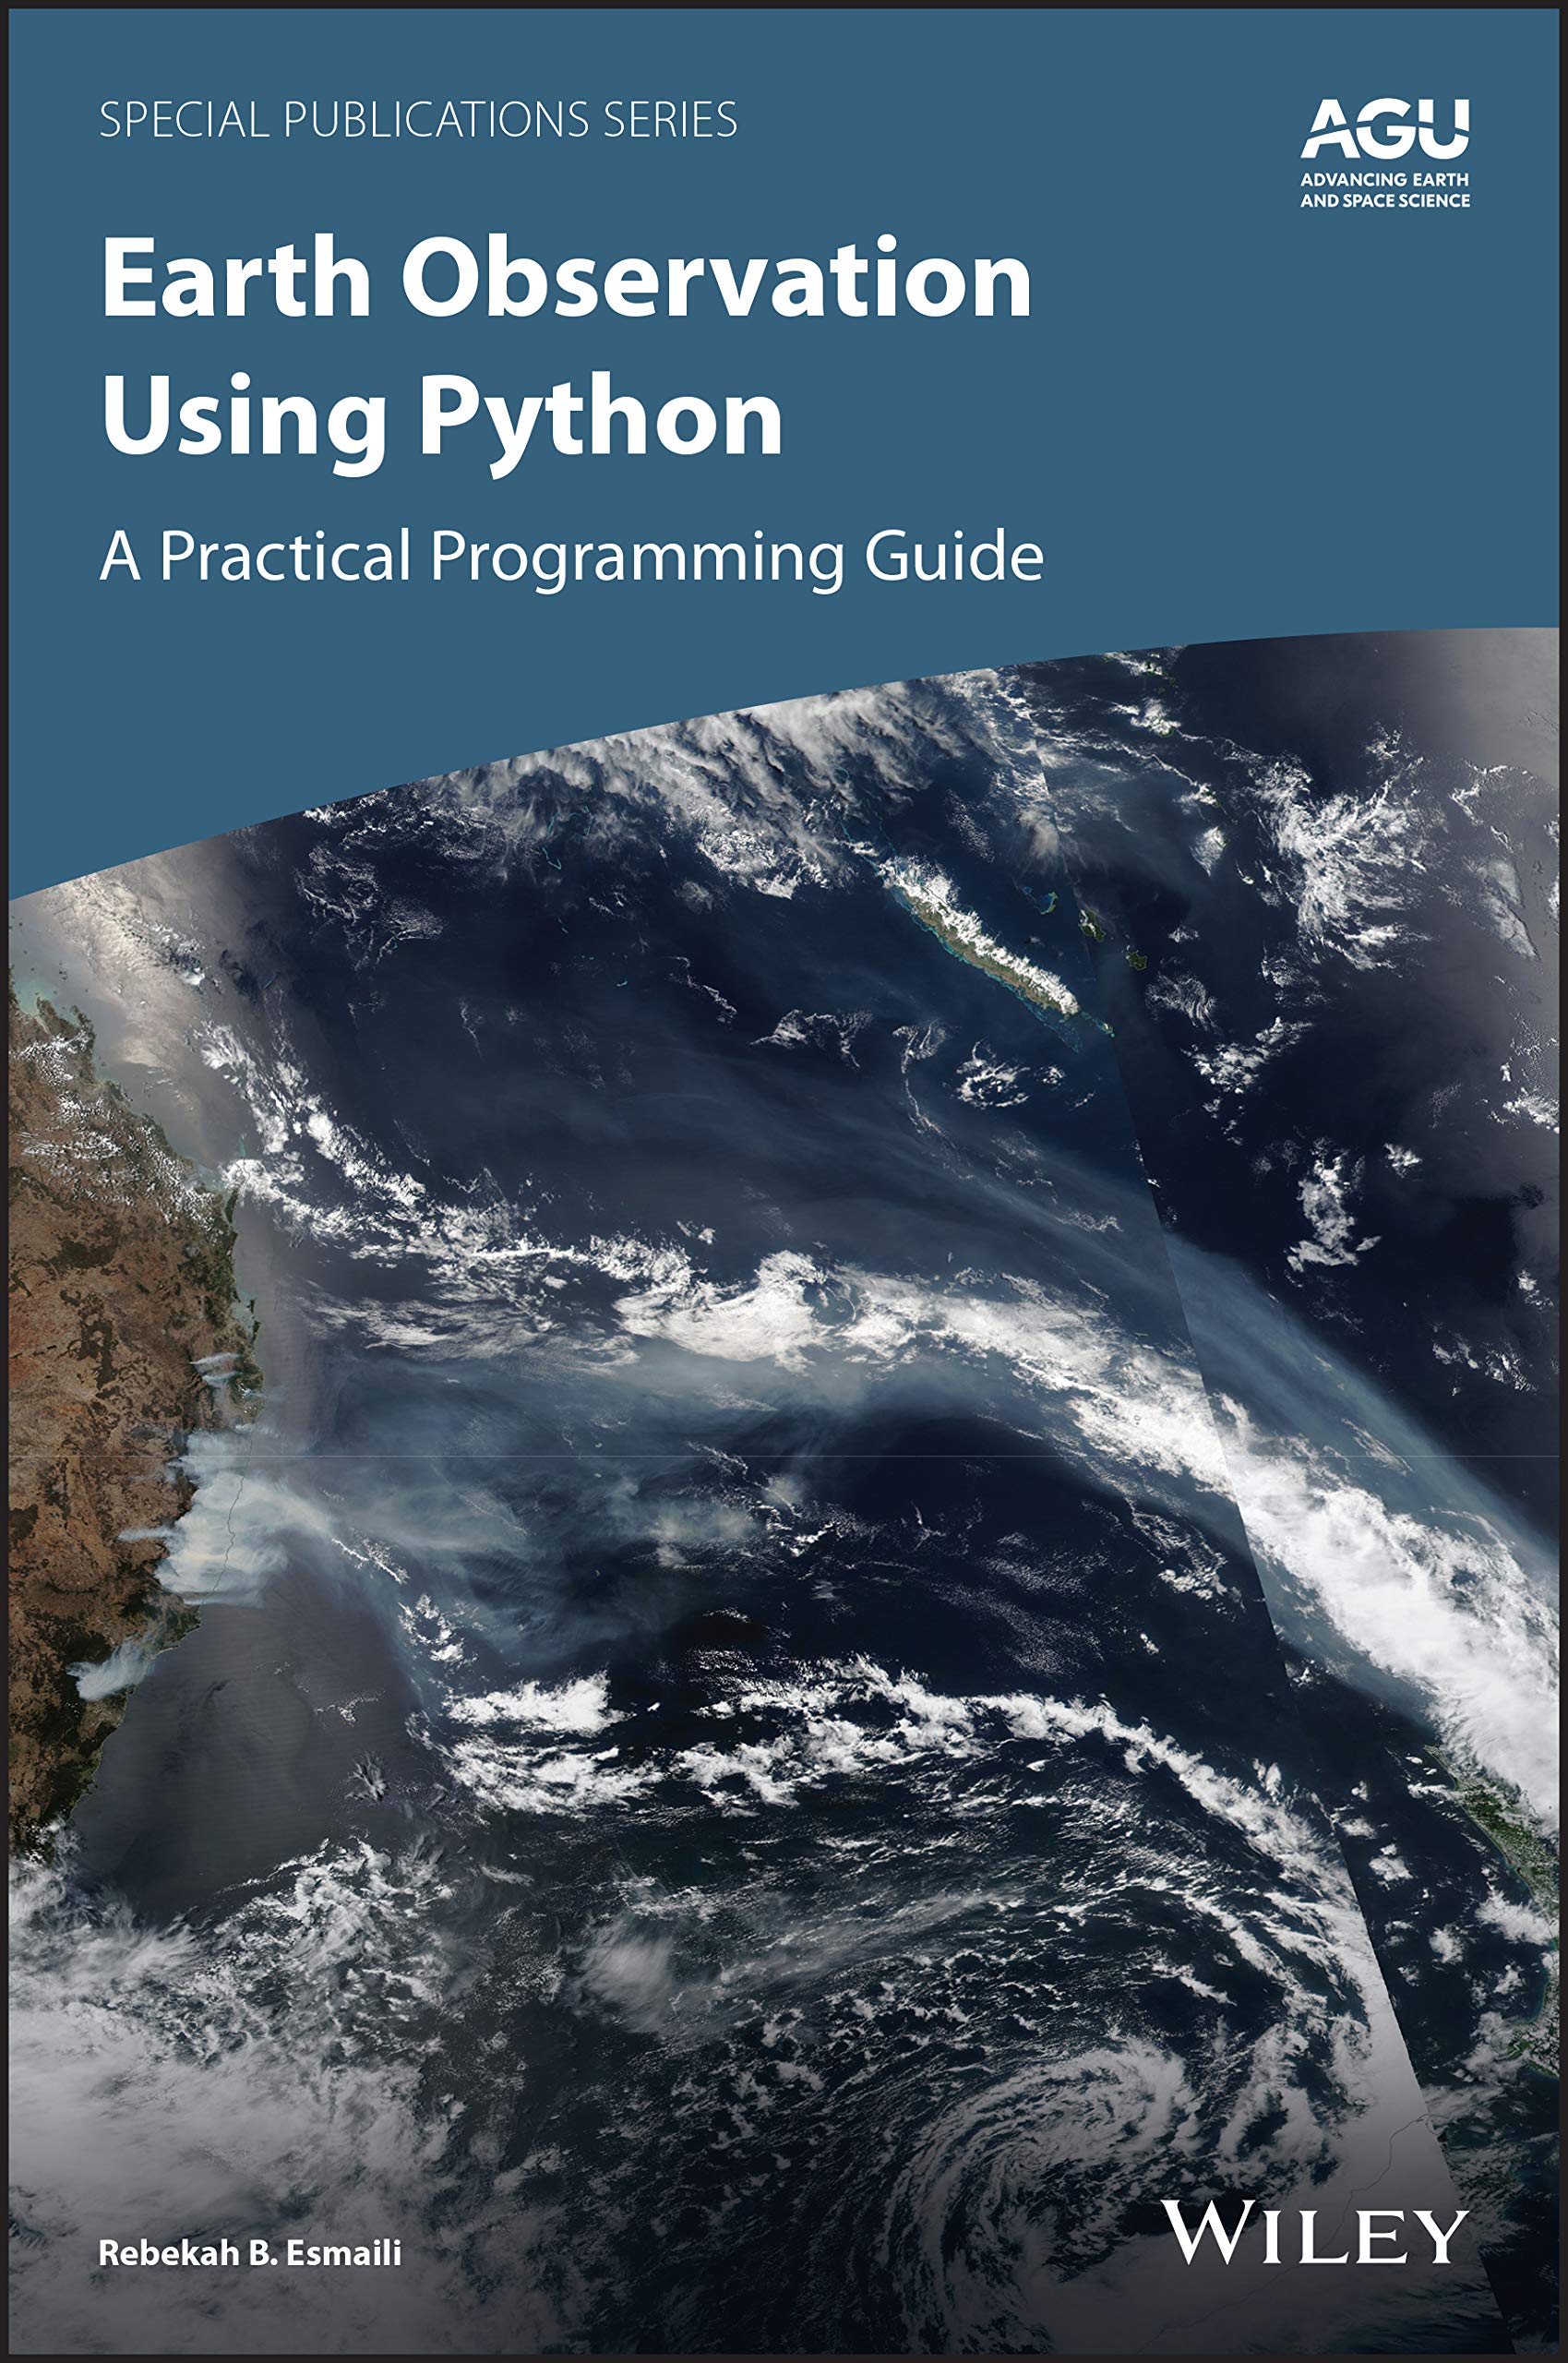 SPECIAL PUBLICATIONS SERIES
AGU
ADVANCING EARTH
AND SPACE SCIENCE
Earth Observation
Using Python
A Practical Programming Guide
Rebekah B. Esmaili
WILEY